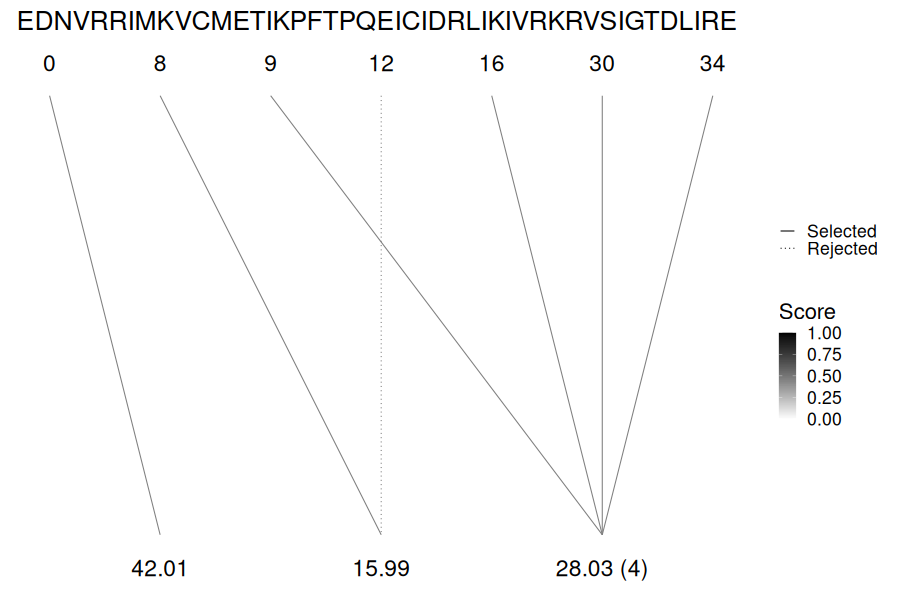 EDNVRRIMKVCMETIKPFTPQEICIDRLIKIVRKRVSIGTDLIRE
0 8 9 12 16 30 34
Selected
Rejected
Score
1.00
0.75
0.50
0.25
0.00
42.01 15.99 28.03 (4)